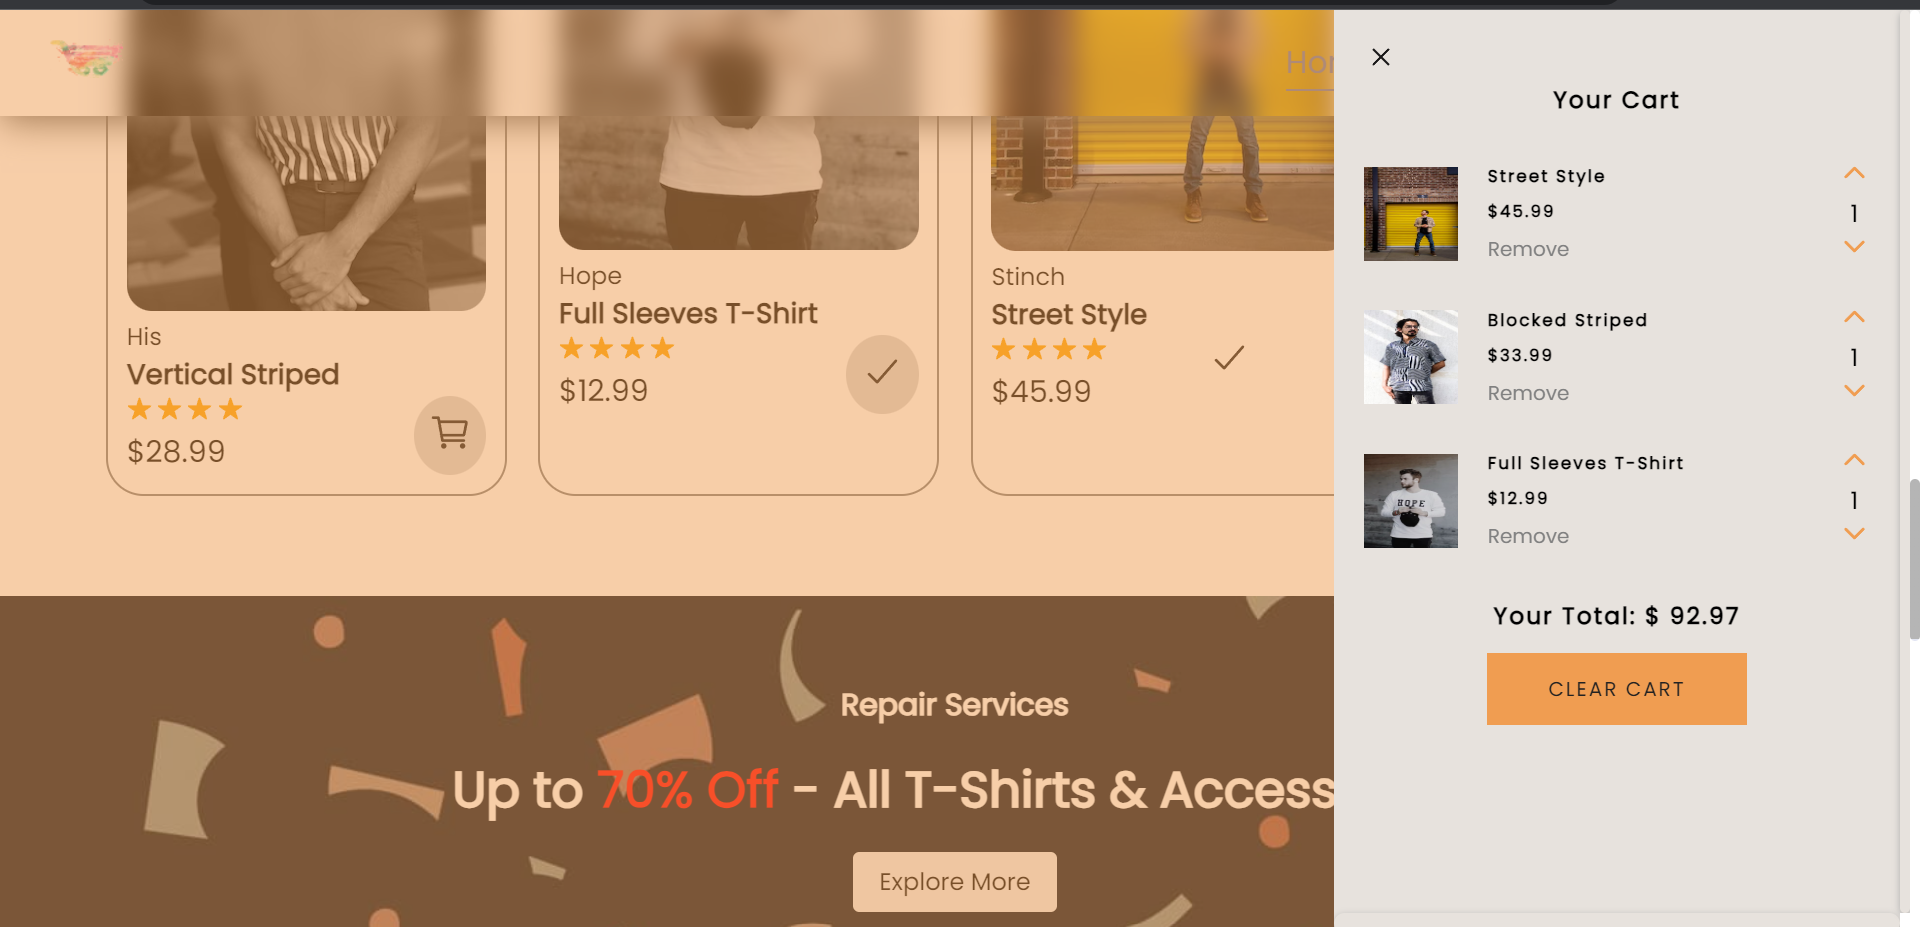 Your Cart
Street Style
$45.99
Remove
1
Blocked Striped
$33.99
Remove
1
Full Sleeves T-Shirt
$12.99
Remove
1
HOPE
Your Total: $ 92.97
CLEAR CART
His
Vertical Striped
$28.99
Hope
Full Sleeves T-Shirt
$12.99
Stinch
Street Style
$45.99
Repair Services
Up to 70% Off - All T-Shirts &
Explore More